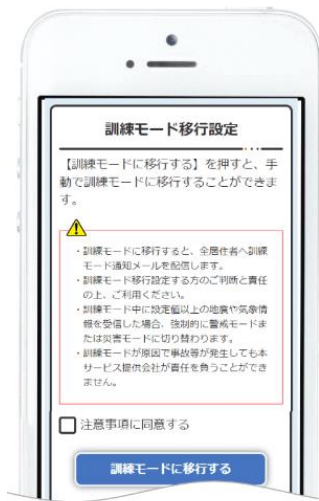 訓練モード移行設定
【訓練モードに移行する】を押すと、手
動で訓練モードに移行することができま
す。
・訓練モードに移行すると、全居住者へ訓練
モード通知メールを配信します。
・訓練モード移行設定する方のご判断と責任
の上、ご利用ください。
・訓練モード中に設定値以上の地震や気象情
報を受信した場合、強制的に警戒モードま
たは災害モードに切り替わります。
・訓練モードが原因で事故等が発生しても本
サービス提供会社が責任を負うことができ
ません。
注意事項に同意する
訓練モードに移行する